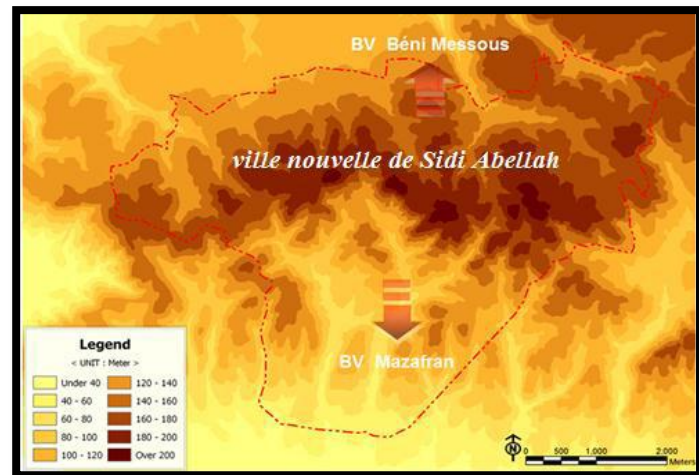 BV Béni Messous
ville nouvelle de Sidi Abellah
BV Mazafran
Legend
< UNIT : Meter >
Under 40
40 - 60
60 - 80
80 - 100
100 - 120
120 - 140
140 - 160
160 - 180
180 - 200
Over 200
N
0 500 1.000 2.000
Meters